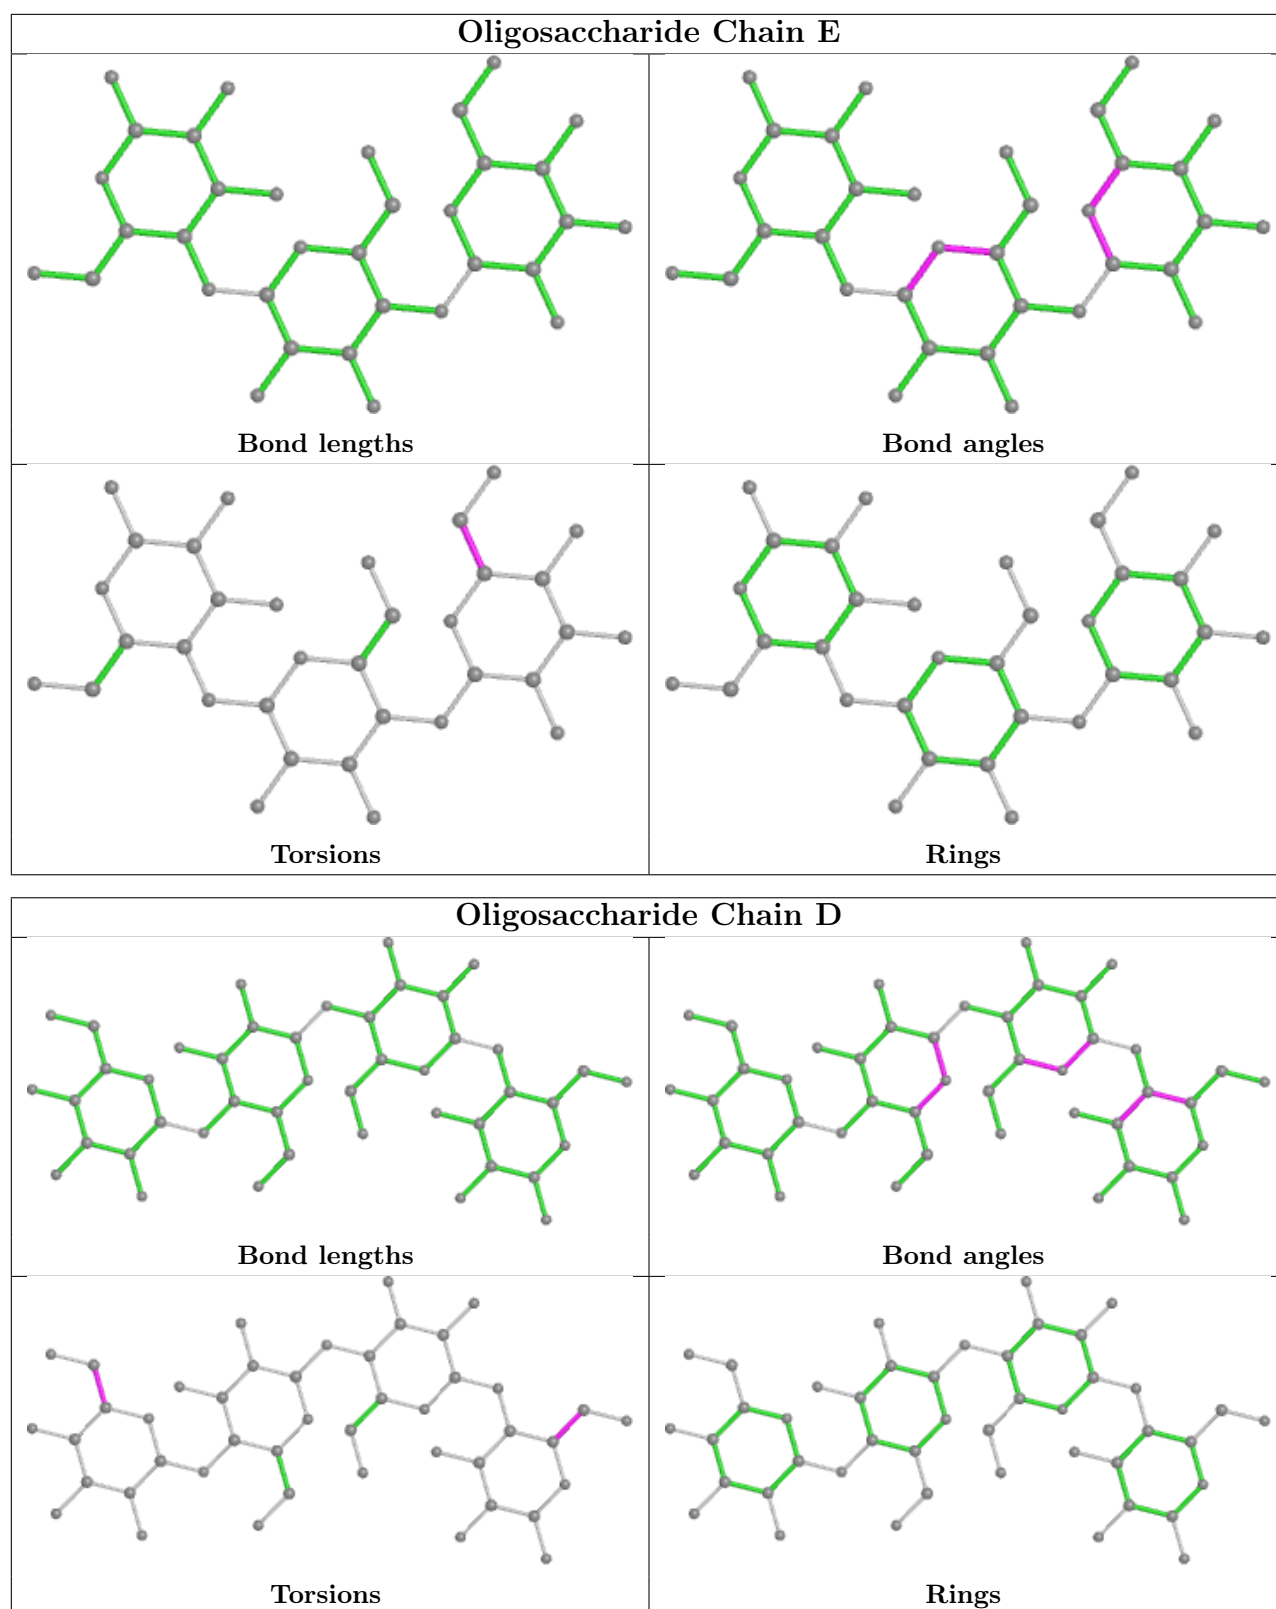 Oligosaccharide Chain E
Bond lengths
Bond angles
Torsions
Rings
Oligosaccharide Chain D
Bond lengths
Bond angles
Torsions
Rings